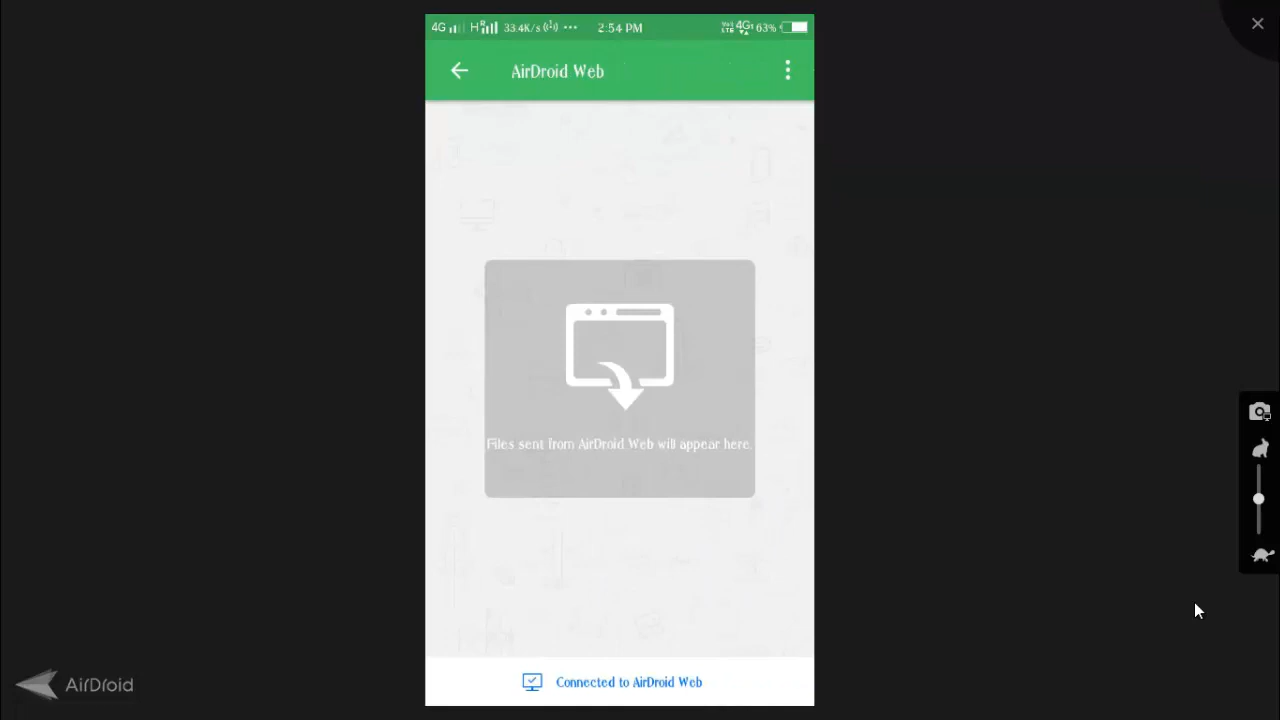 4G H R 33.4K/s ... 2:54 PM VoLTE 4G 63%
AirDroid Web
Files sent from AirDroid Web will appear here.
Connected to AirDroid Web
AirDroid